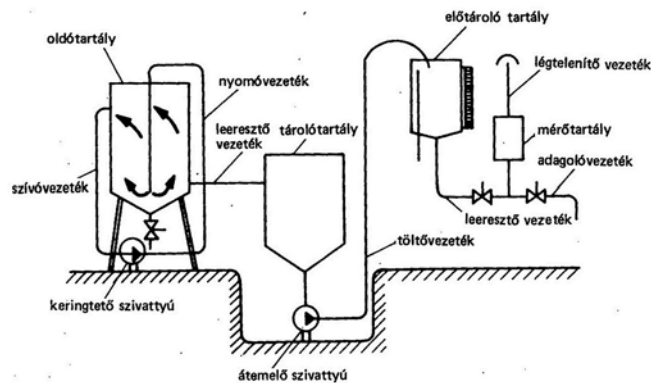 előtároló tartály
oldótartály
légtelenítő vezeték
nyomóvezeték
leeresztő
vezeték
tárolótartály
mérőtartály
adagolóvezeték
szívóvezeték
leeresztő vezeték
töltővezeték
keringtető szivattyú
átemelő szivattyú